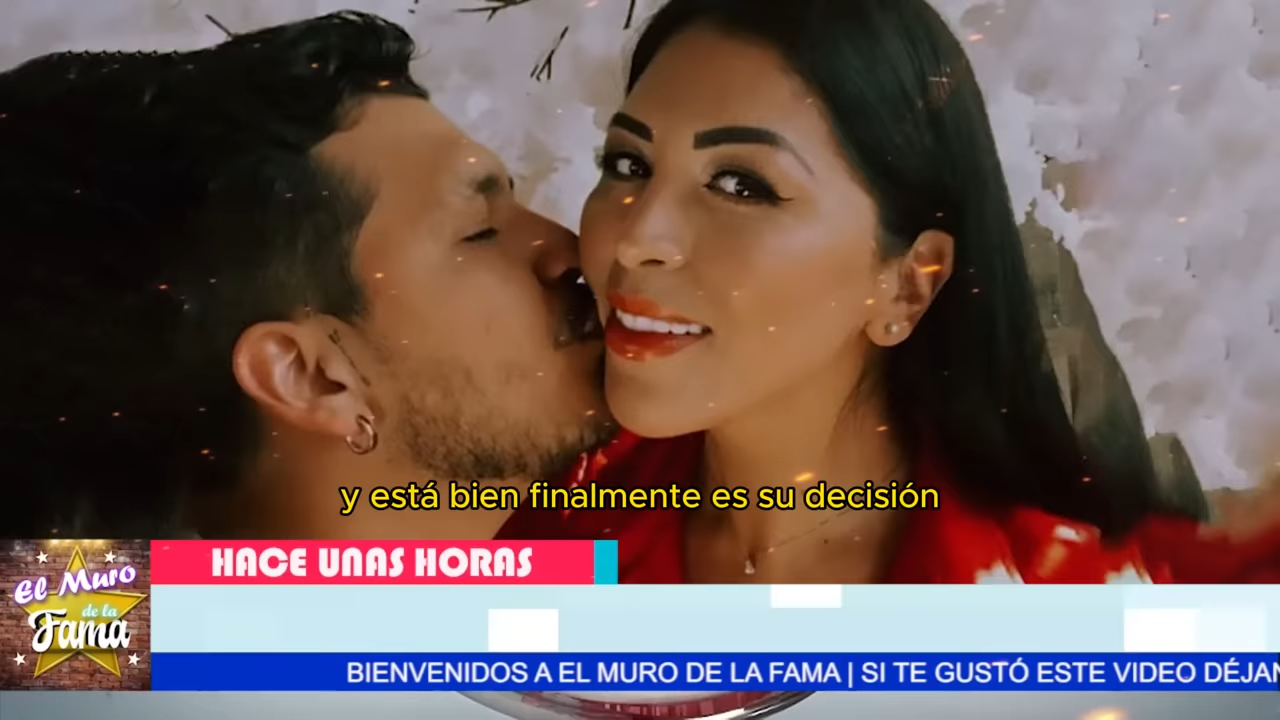 y está bien finalmente es su decisión
HACE UNAS HORAS
El Muro
de la
Fama
BIENVENIDOS A EL MURO DE LA FAMA | SI TE GUSTÓ ESTE VIDEO DÉJAN